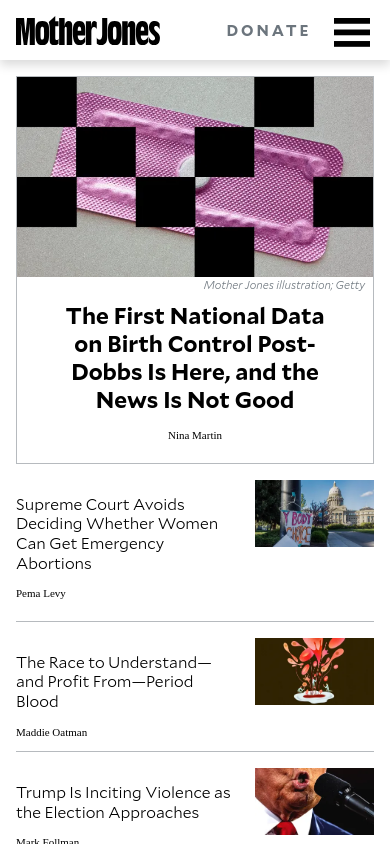 Mother Jones
DONATE
Mother Jones illustration; Getty
The First National Data
on Birth Control Post-
Dobbs Is Here, and the
News Is Not Good
Nina Martin
Supreme Court Avoids
Deciding Whether Women
Can Get Emergency
Abortions
Pema Levy
The Race to Understand—
and Profit From—Period
Blood
Maddie Oatman
Trump Is Inciting Violence as
the Election Approaches
Mark Follman